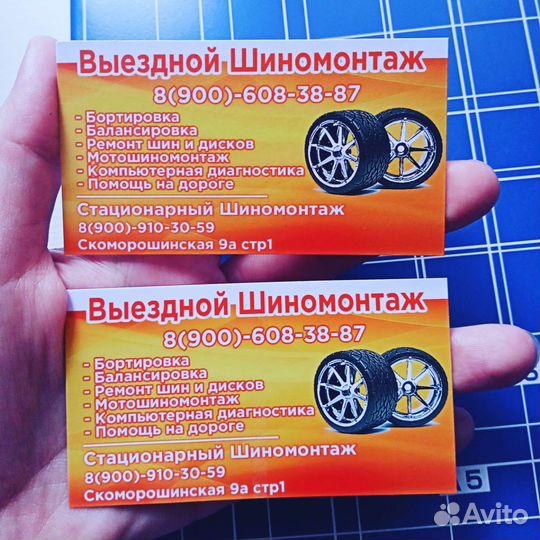 Выездной Шиномонтаж
8(900)-608-38-87
- Бортировка
- Балансировка
- Ремонт шин и дисков
- Мотошиномонтаж
- Компьютерная диагностика
- Помощь на дороге
Стационарный Шиномонтаж
8(900)-910-30-59
Скоморошинская 9а стр1
Выездной Шиномонтаж
8(900)-608-38-87
- Бортировка
- Балансировка
- Ремонт шин и дисков
- Мотошиномонтаж
- Компьютерная диагностика
- Помощь на дороге
Стационарный Шиномонтаж
8(900)-910-30-59
Скоморошинская 9а стр1
A5
Avito